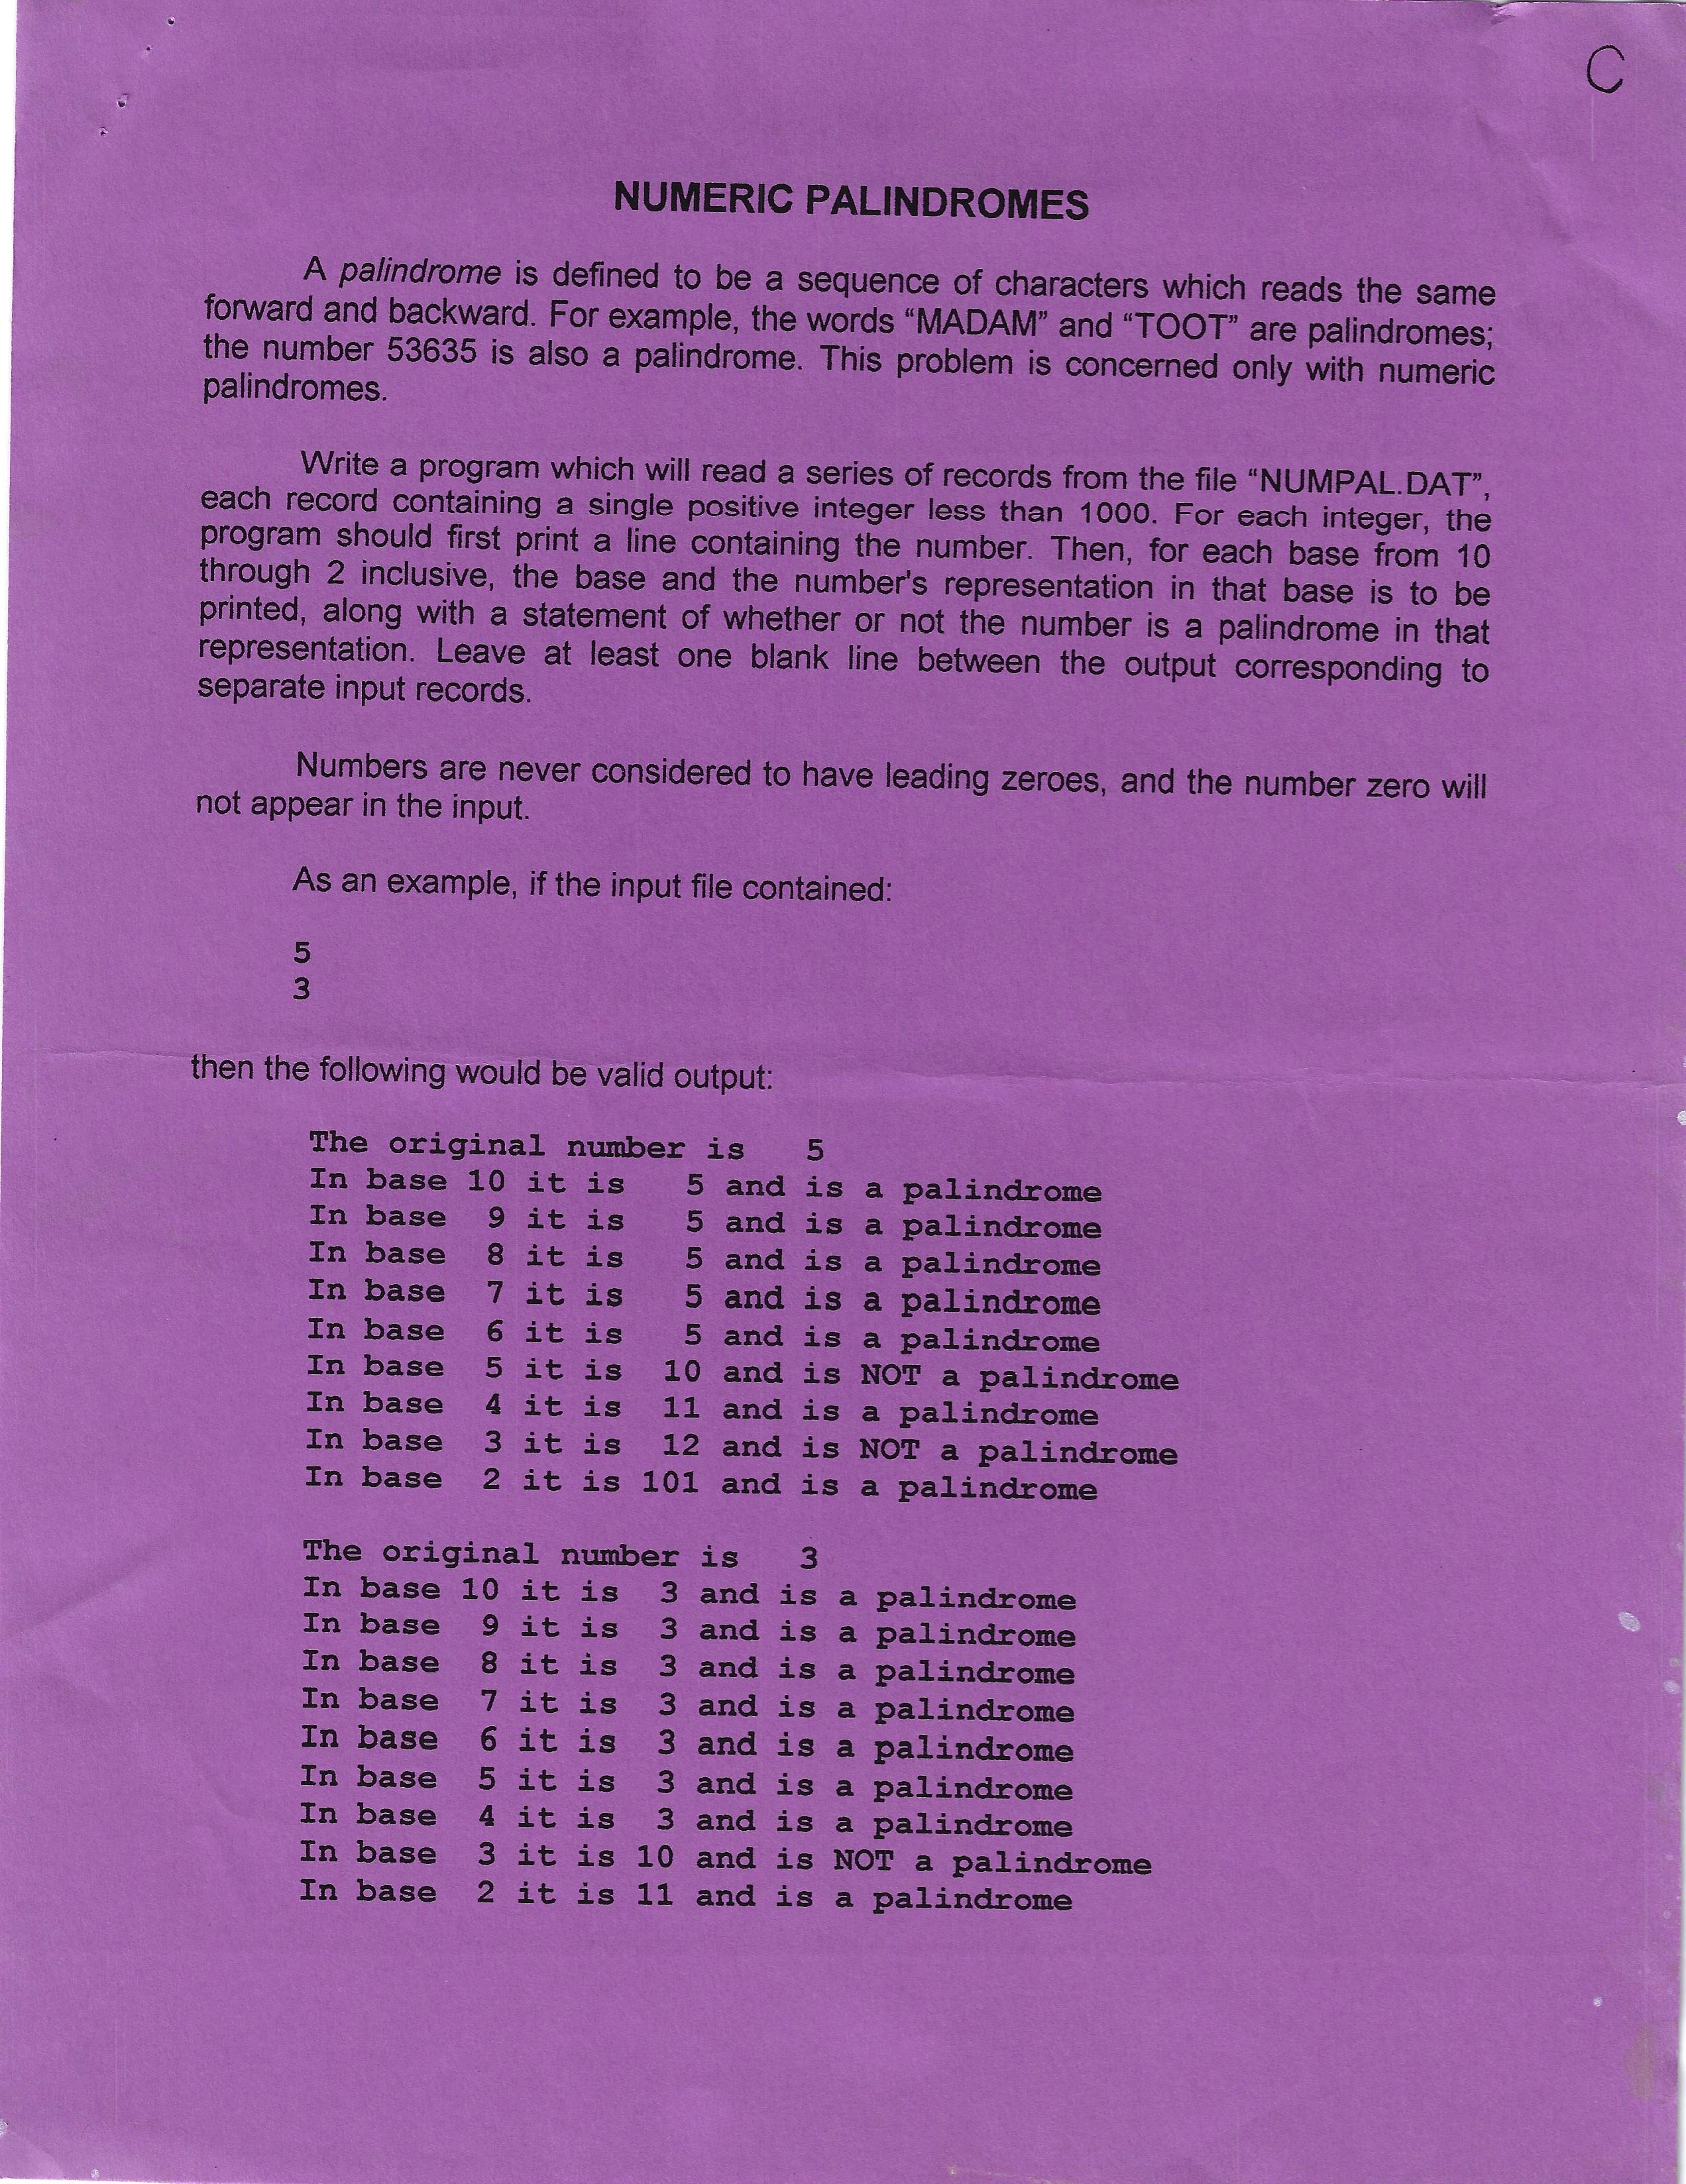 C
NUMERIC PALINDROMES
A palindrome is defined to be a sequence of characters which reads the same
forward and backward. For example, the words “MADAM” and “TOOT” are palindromes;
the number 53635 is also a palindrome. This problem is concerned only with numeric
palindromes.
Write a program which will read a series of records from the file “NUMPAL.DAT”,
each record containing a single positive integer less than 1000. For each integer, the
program should first print a line containing the number. Then, for each base from 10
through 2 inclusive, the base and the number's representation in that base is to be
printed, along with a statement of whether or not the number is a palindrome in that
representation. Leave at least one blank line between the output corresponding to
separate input records.
Numbers are never considered to have leading zeroes, and the number zero will
not appear in the input.
As an example, if the input file contained:
5
3
then the following would be valid output:
The original number is   5
In base 10 it is   5 and is a palindrome
In base  9 it is   5 and is a palindrome
In base  8 it is   5 and is a palindrome
In base  7 it is   5 and is a palindrome
In base  6 it is   5 and is a palindrome
In base  5 it is  10 and is NOT a palindrome
In base  4 it is  11 and is a palindrome
In base  3 it is  12 and is NOT a palindrome
In base  2 it is 101 and is a palindrome
The original number is   3
In base 10 it is  3 and is a palindrome
In base  9 it is  3 and is a palindrome
In base  8 it is  3 and is a palindrome
In base  7 it is  3 and is a palindrome
In base  6 it is  3 and is a palindrome
In base  5 it is  3 and is a palindrome
In base  4 it is  3 and is a palindrome
In base  3 it is 10 and is NOT a palindrome
In base  2 it is 11 and is a palindrome